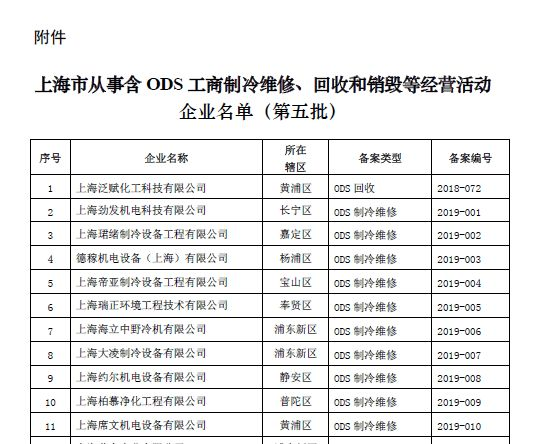 附件
上海市从事含 ODS 工商制冷维修、回收和销毁等经营活动
企业名单（第五批）
序号 企业名称 所在辖区 备案类型 备案编号
1 上海泛赋化工科技有限公司 黄浦区 ODS 回收 2018-072
2 上海劲发机电科技有限公司 长宁区 ODS 制冷维修 2019-001
3 上海珺绪制冷设备工程有限公司 嘉定区 ODS 制冷维修 2019-002
4 德稼机电设备（上海）有限公司 杨浦区 ODS 制冷维修 2019-003
5 上海帝亚制冷设备工程有限公司 宝山区 ODS 制冷维修 2019-004
6 上海瑞正环境工程技术有限公司 奉贤区 ODS 制冷维修 2019-005
7 上海海立中野冷机有限公司 浦东新区 ODS 制冷维修 2019-006
8 上海大凌制冷设备有限公司 浦东新区 ODS 制冷维修 2019-007
9 上海约尔机电设备有限公司 静安区 ODS 制冷维修 2019-008
10 上海柏慕净化工程有限公司 普陀区 ODS 制冷维修 2019-009
11 上海席文机电设备有限公司 黄浦区 ODS 制冷维修 2019-010